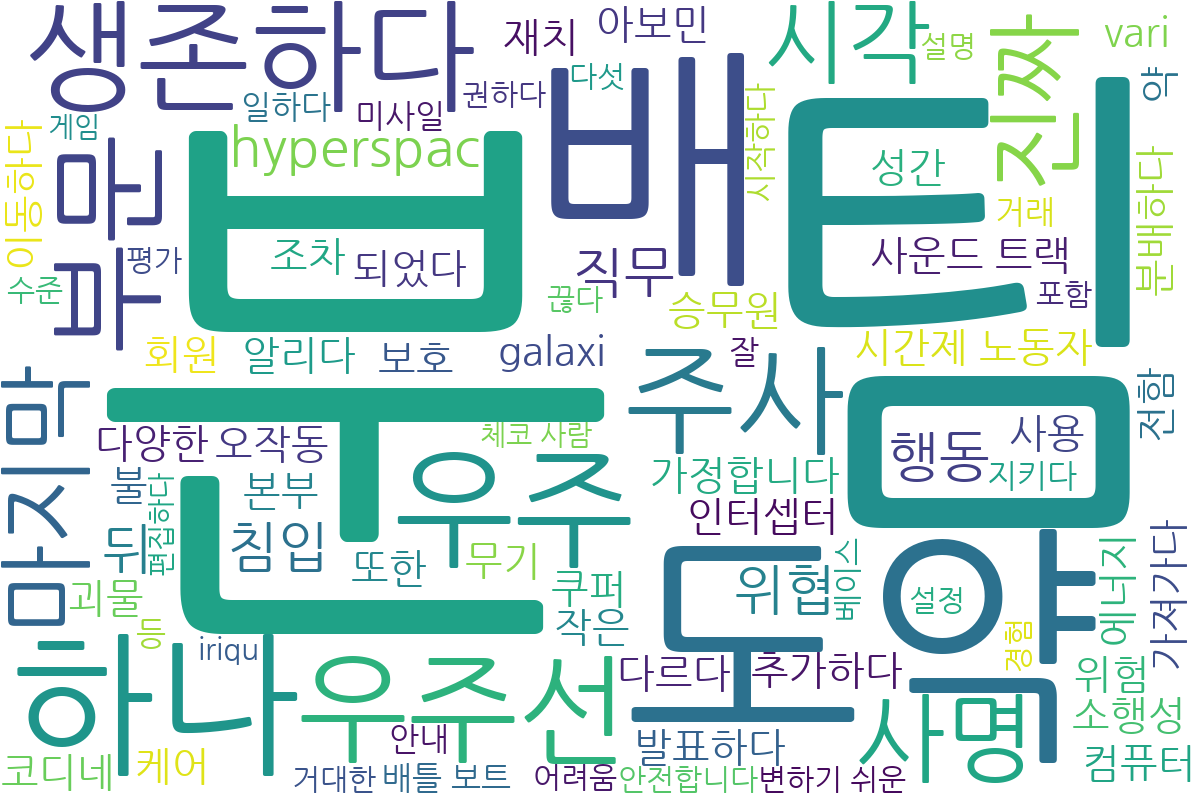 생존하다
재치
아보민
시각
설명
진짜
vari
약
일하다
미사일
권하다
다섯
배
시작하다
티
이동하다
게임
부문
hyperspac
븐
성간
거래
분배하다
수준
평가
조차
되었다
직무
끊다
승무원
사운드 트랙
포함
회원
알리다
보호
galaxi
잘
시간제 노동자
전함
마지막
눈
다양한
오작동
체코 사람
주사
임
행동
사용
지키다
불
뒤
편집하다
본부
침입
우주
가정합니다
인터셉터
또한
무기
쿠퍼
작은
위협
베이스
도약
설정
경험
에너지
가져가다
괴물
등
iriqu
하나
우주선
다르다
추가하다
사명
위험
소행성
컴퓨터
코디네
케어
안내
발표하다
거대한
배틀 보트
어려움
안전합니다
변하기 쉬운